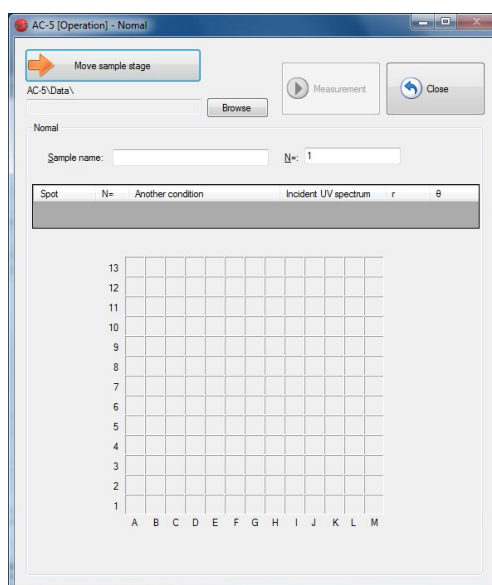 AC-5 [Operation] - Nomal
Move sample stage
Measurement
Close
AC-5\Data\
Browse
Nomal
Sample name:
N=: 1
Spot N= Another condition Incident UV spectrum r θ
13
12
11
10
9
8
7
6
5
4
3
2
1
A B C D E F G H I J K L M